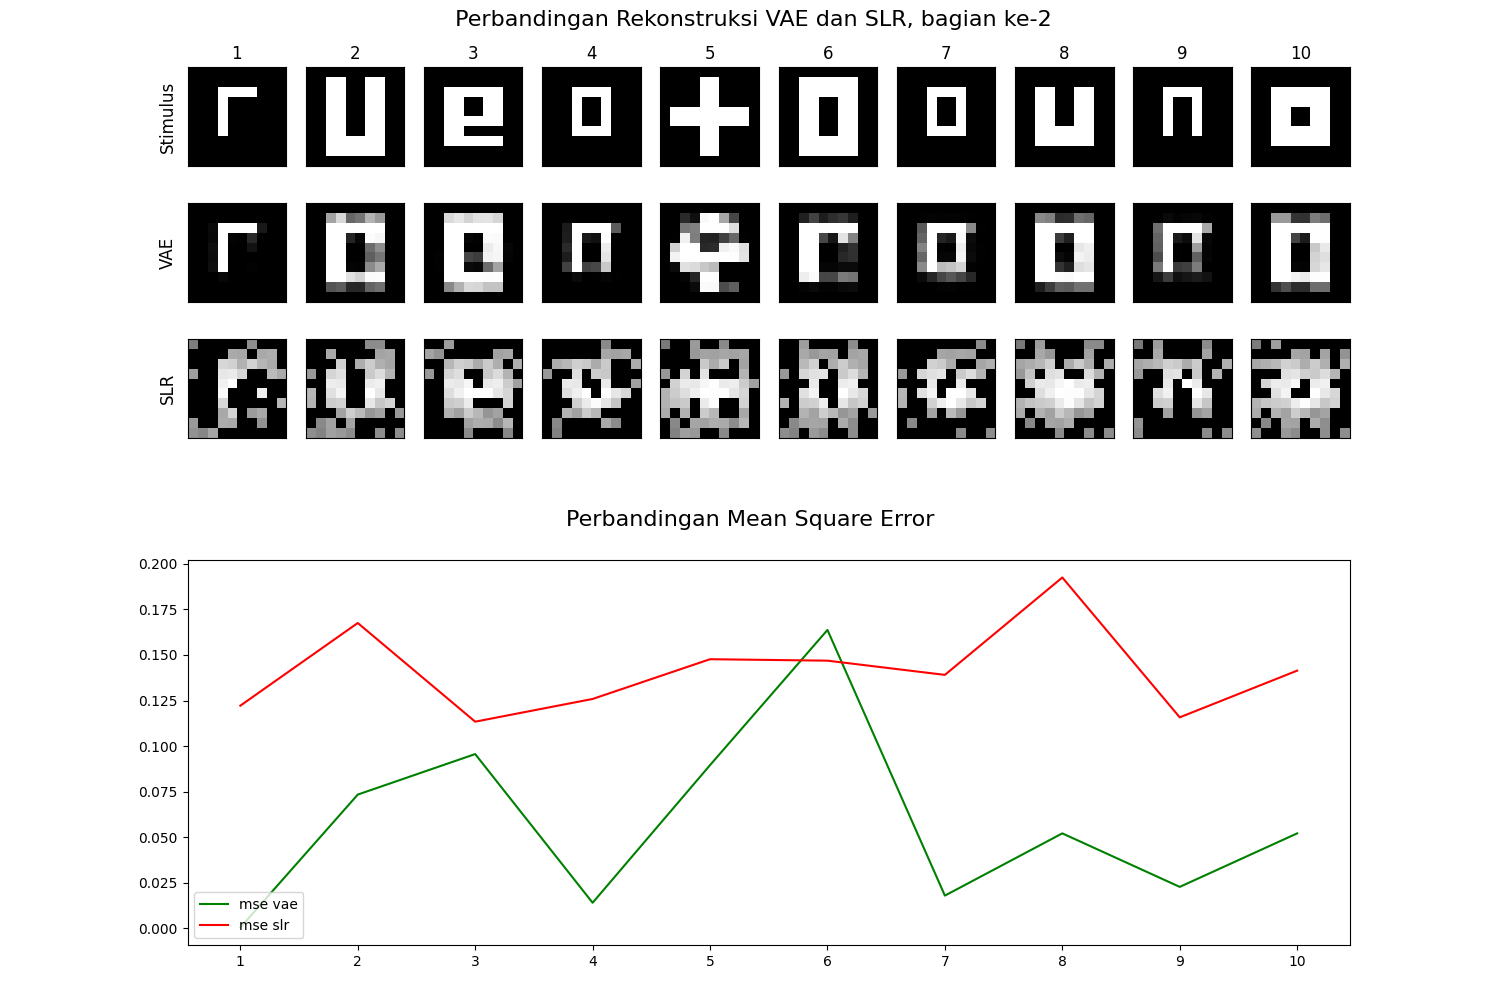 Perbandingan Rekonstruksi VAE dan SLR, bagian ke-2
1 2 3 4 5 6 7 8 9 10
Stimulus
VAE
SLR
Perbandingan Mean Square Error
0.200
0.175
0.150
0.125
0.100
0.075
0.050
0.025
0.000
mse vae
mse slr
1 2 3 4 5 6 7 8 9 10